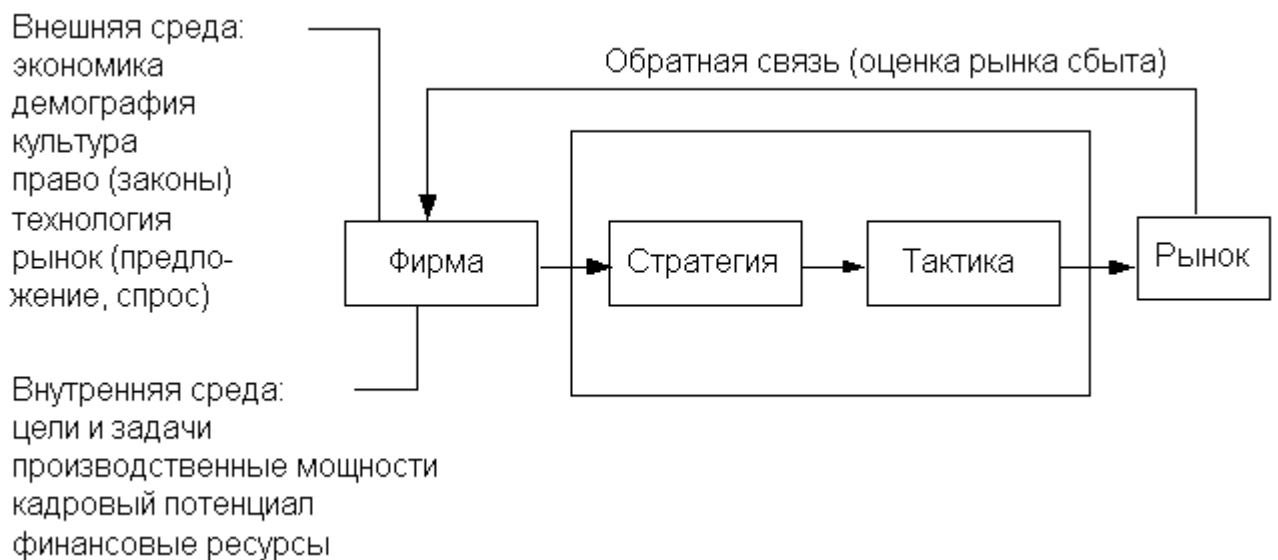 Внешняя среда:
экономика
демография
культура
право (законы)
технология
рынок (предло-
жение, спрос)
Обратная связь (оценка рынка сбыта)
Фирма
Стратегия
Тактика
Рынок
Внутренняя среда:
цели и задачи
производственные мощности
кадровый потенциал
финансовые ресурсы